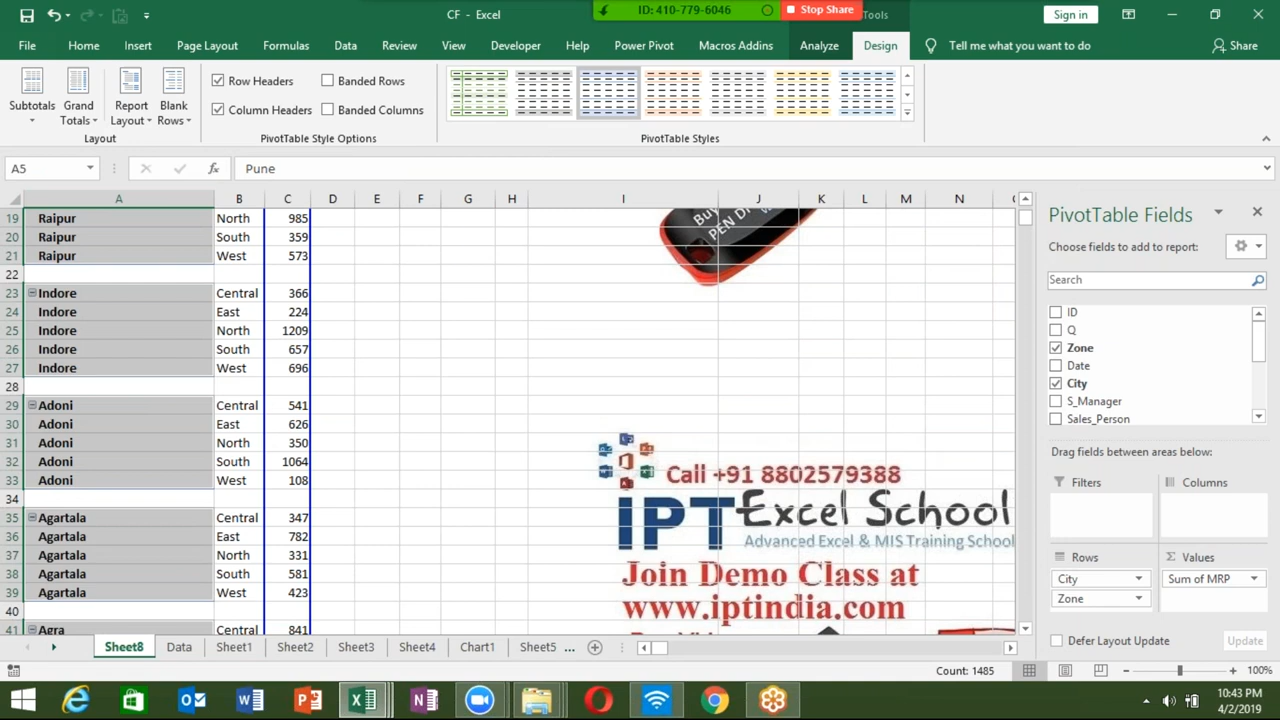 CF - Excel
ID: 410-779-6046
Stop Share
Tools
Sign in
File Home Insert Page Layout Formulas Data Review View Developer Help Power Pivot Macros Addins Analyze Design Tell me what you want to do Share
Subtotals
Grand Totals
Report Layout
Blank Rows
Row Headers
Banded Rows
Column Headers
Banded Columns
Layout PivotTable Style Options PivotTable Styles
A5 fx Pune
A B C D E F G H I J K L M N
19 Raipur North 985
20 Raipur South 359
21 Raipur West 573
22
23 Indore Central 366
24 Indore East 224
25 Indore North 1209
26 Indore South 657
27 Indore West 696
28
29 Adoni Central 541
30 Adoni East 626
31 Adoni North 350
32 Adoni South 1064
33 Adoni West 108
34
35 Agartala Central 347
36 Agartala East 782
37 Agartala North 331
38 Agartala South 581
39 Agartala West 423
40
41 Agra Central 841
Buy
PEN DR
Call +91 8802579388
IPT Excel School
Advanced Excel & MIS Training School
Join Demo Class at
www.iptindia.com
PivotTable Fields
Choose fields to add to report:
Search
ID
Q
Zone
Date
City
S_Manager
Sales_Person
Drag fields between areas below:
Filters Columns
Rows Σ Values
City Sum of MRP
Zone
Defer Layout Update Update
Sheet8 Data Sheet1 Sheet2 Sheet3 Sheet4 Chart1 Sheet5 ...
Count: 1485 100%
10:43 PM
4/2/2019